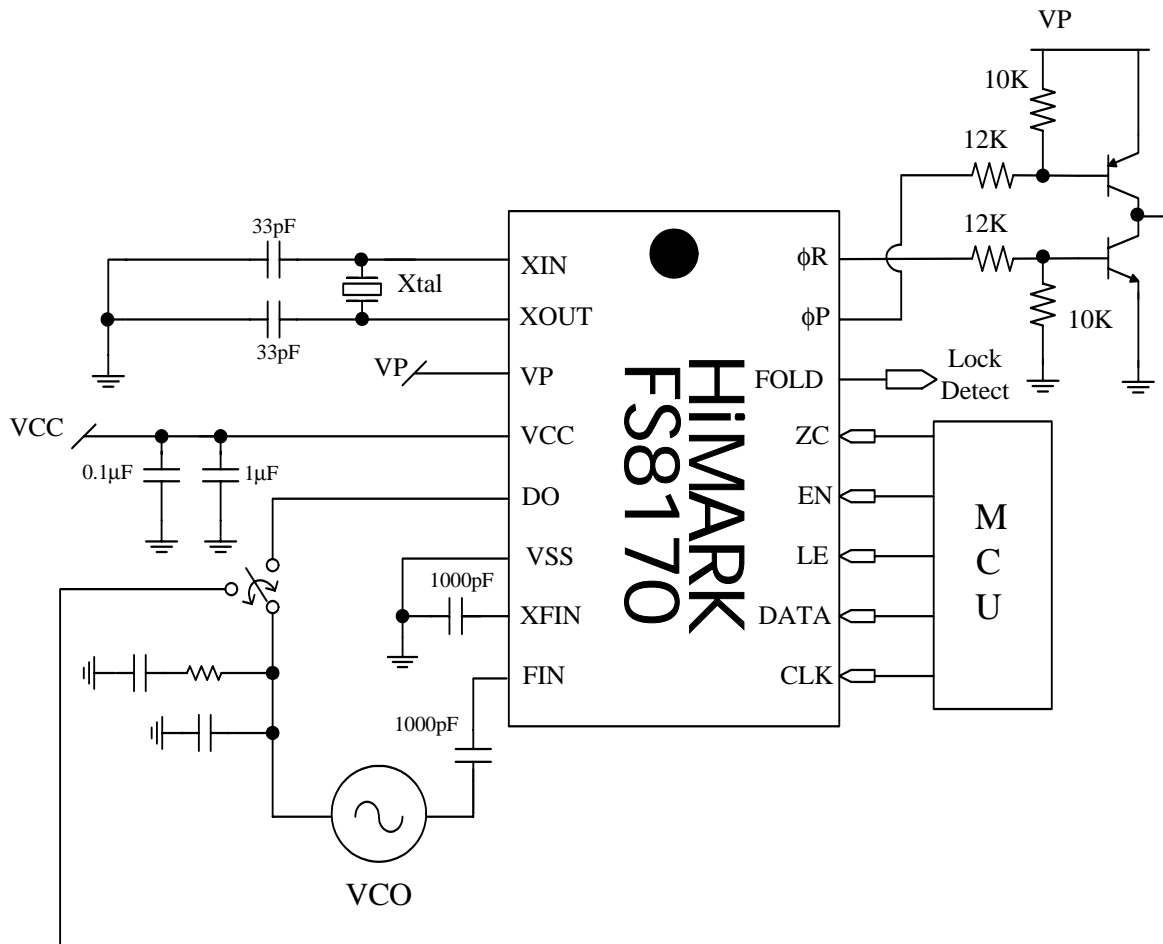 VP
10K
12K
33pF
12K
XIN
ϕR
Xtal
XOUT
ϕP
33pF
10K
VP
VP
HiMARK
FS8170
FOLD
Lock
Detect
VCC
VCC
ZC
0.1μF
1μF
DO
EN
M
C
U
VSS
LE
1000pF
XFIN
DATA
FIN
CLK
1000pF
VCO